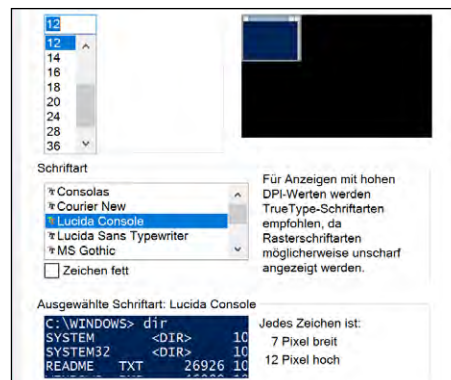 12
12
14
16
18
20
24
28
36
Schriftart
Consolas
Courier New
Lucida Console
Lucida Sans Typewriter
MS Gothic
Zeichen fett
Für Anzeigen mit hohen
DPI-Werten werden
TrueType-Schriftarten
empfohlen, da
Rasterschriftarten
möglicherweise unscharf
angezeigt werden.
Ausgewählte Schriftart: Lucida Console
C:\WINDOWS> dir
SYSTEM <DIR> 10
SYSTEM32 <DIR> 10
README TXT 26926 10
Jedes Zeichen ist:
7 Pixel breit
12 Pixel hoch